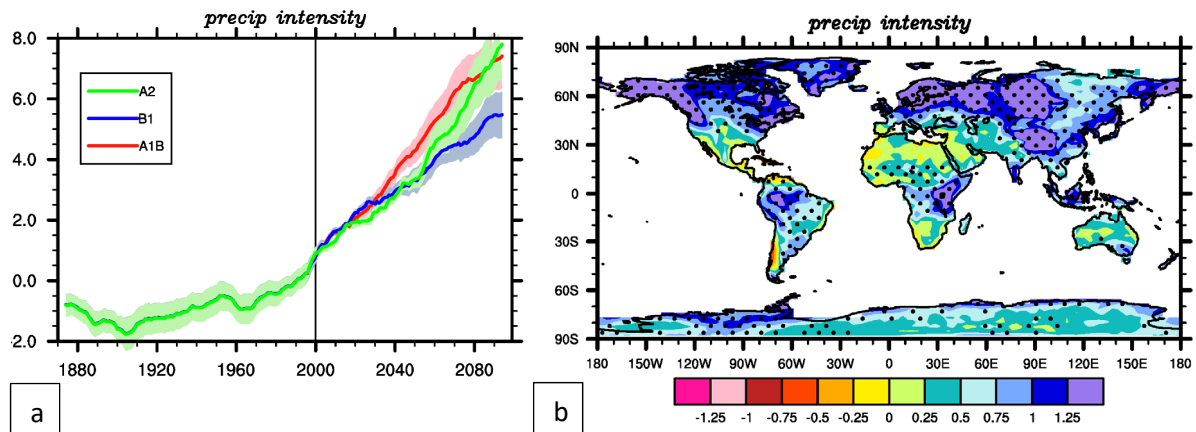 precip intensity
8.0
6.0
4.0
2.0
0.0
2.0
A2
B1
A1B
1880 1920 1960 2000 2040 2080
a
precip intensity
90N
60N
30N
0
30S
60S
90S
180 150W 120W 90W 60W 30W 0 30E 60E 90E 120E 150E 180
-1.25 -1 -0.75 -0.5 -0.25 0 0.25 0.5 0.75 1 1.25
b